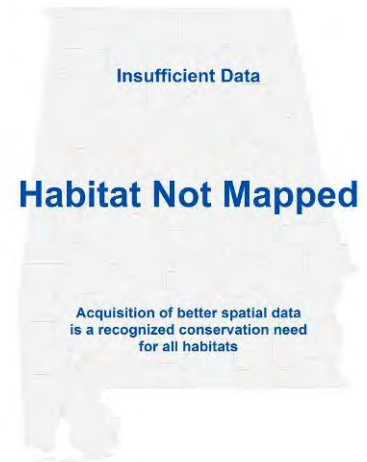 Insufficient Data
Habitat Not Mapped
Acquisition of better spatial data
is a recognized conservation need
for all habitats